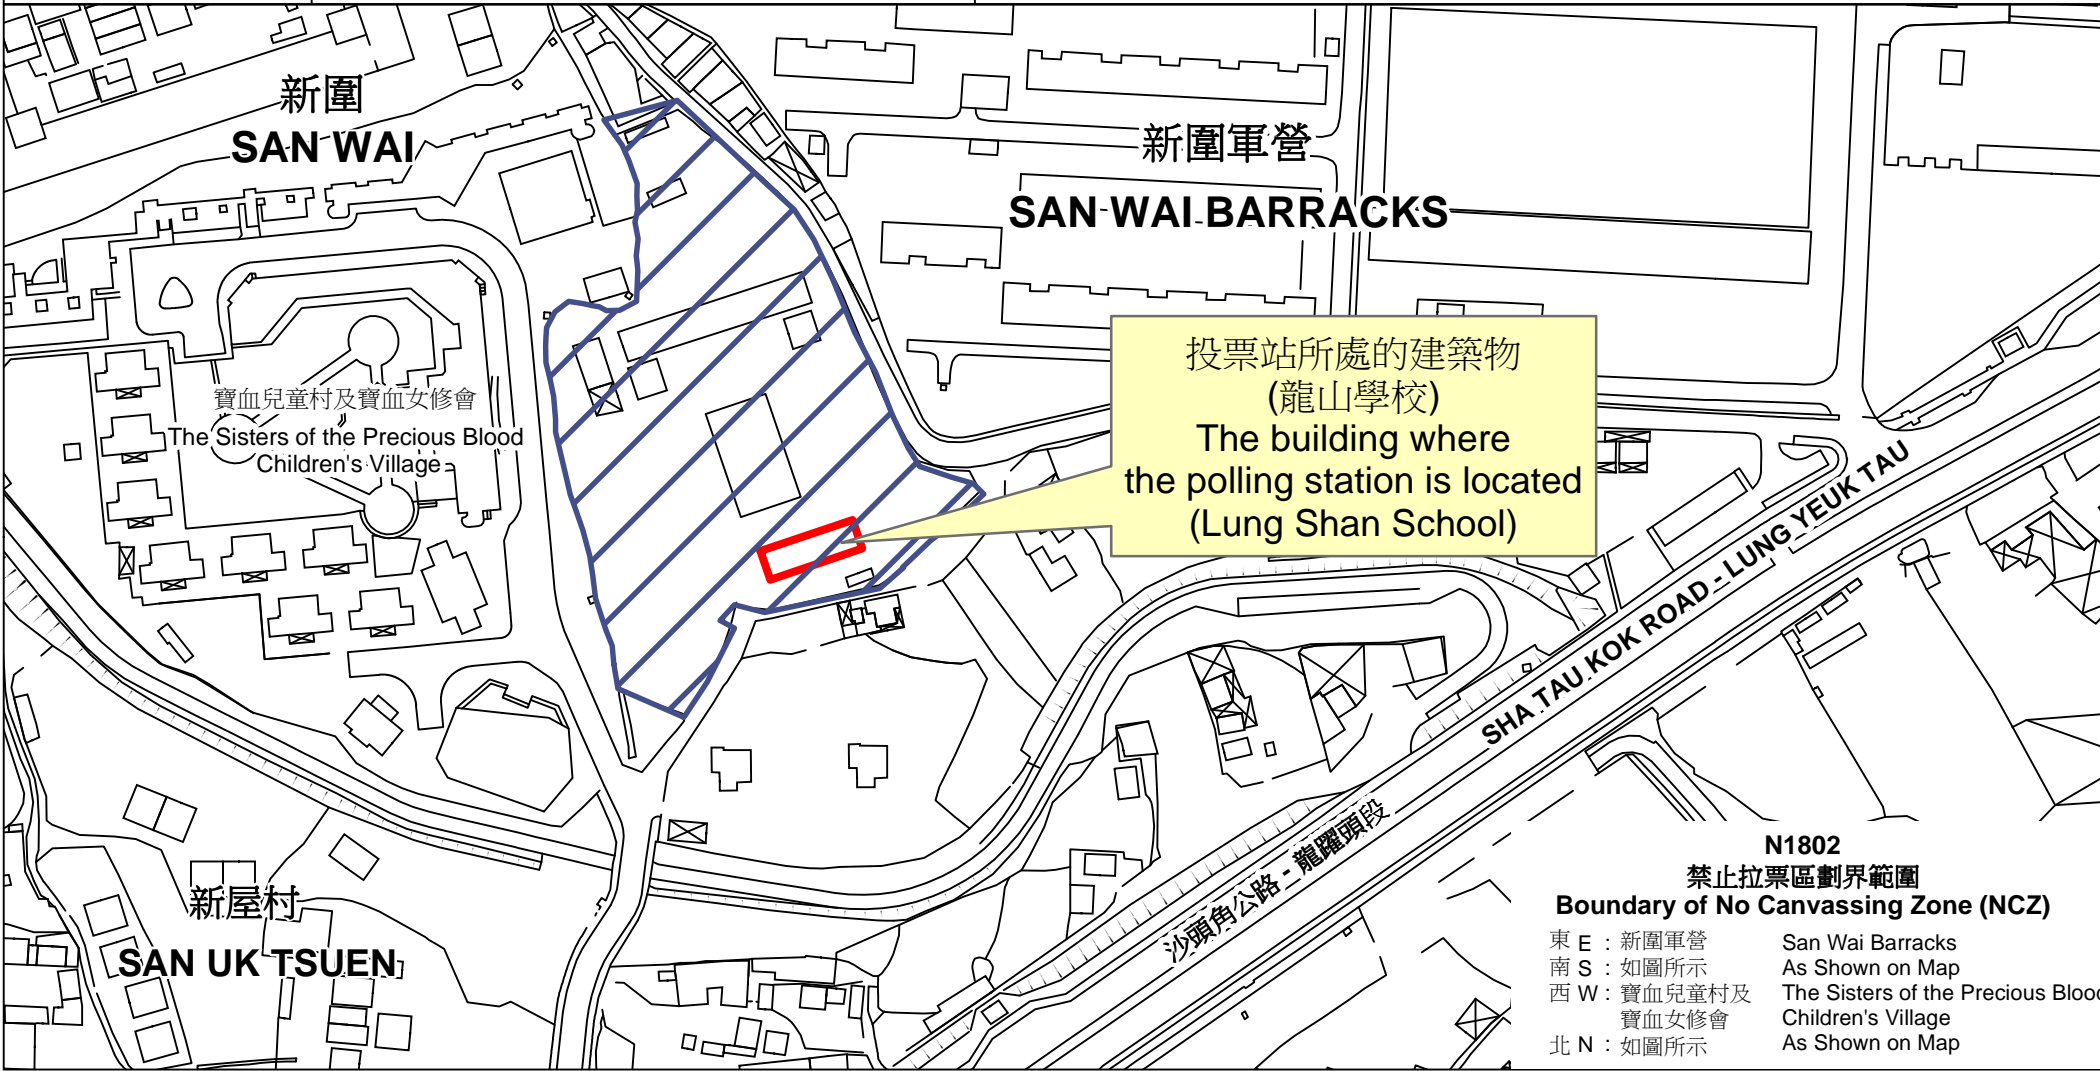 新圍
SAN WAI
新圍軍營
SAN WAI BARRACKS
投票站所處的建築物
(龍山學校)
The building where
the polling station is located
(Lung Shan School)
寶血兒童村及寶血女修會
The Sisters of the Precious Blood
Children's Village
SHA TAU KOK ROAD - LUNG YEUK TAU
沙頭角公路 - 龍躍頭段
新屋村
SAN UK TSUEN
N1802
禁止拉票區劃界範圍
Boundary of No Canvassing Zone (NCZ)
東 E : 新圍軍營 San Wai Barracks
南 S : 如圖所示 As Shown on Map
西 W : 寶血兒童村及 The Sisters of the Precious Blood
寶血女修會 Children's Village
北 N : 如圖所示 As Shown on Map